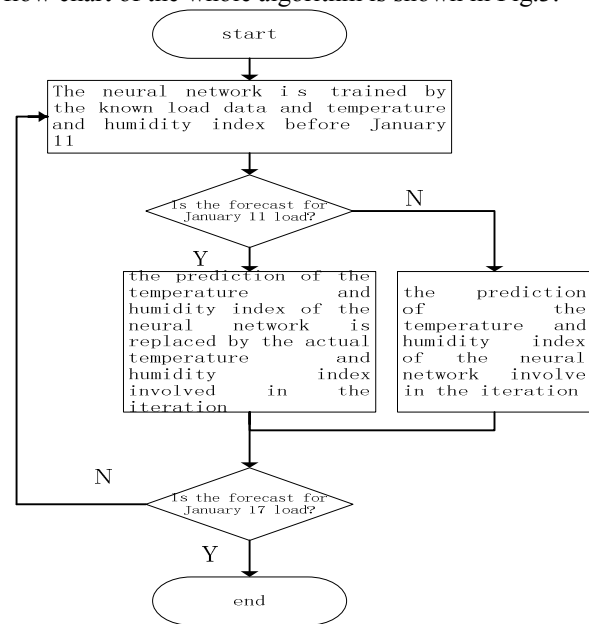 flow chart of the whole algorithm is shown in Fig.3.
start
The neural network is trained by
the known load data and temperature
and humidity index before January
11
Is the forecast for
January 11 load?
N
Y
the prediction of the
temperature and
humidity index of the
neural network is
replaced by the actual
temperature and
humidity index
involved in the
iteration
the prediction
of the
temperature and
humidity index
of the neural
network involve
in the iteration
N
Is the forecast for
January 17 load?
Y
end